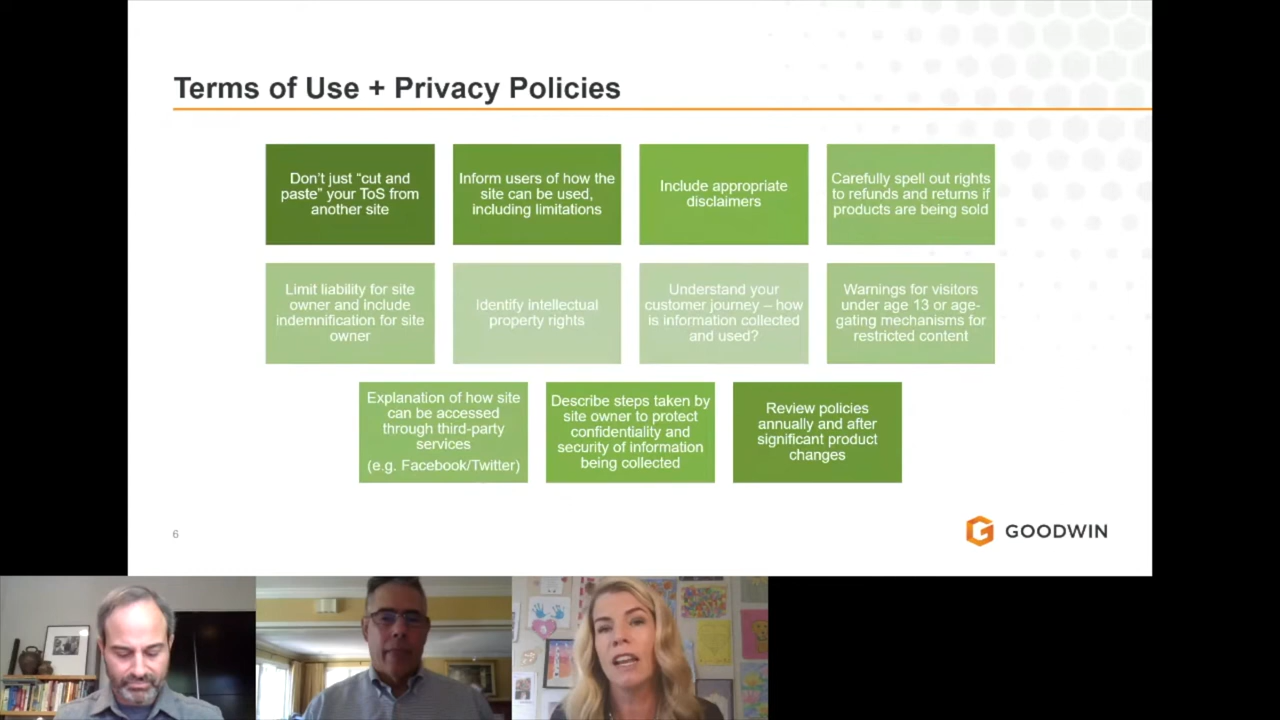 Terms of Use + Privacy Policies
Don't just “cut and
paste” your ToS from
another site
Inform users of how the
site can be used,
including limitations
Include appropriate
disclaimers
Carefully spell out rights
to refunds and returns if
products are being sold
Limit liability for site
owner and include
indemnification for site
owner
Identify intellectual
property rights
Understand your
customer journey – how
is information collected
and used?
Warnings for visitors
under age 13 or age-
gating mechanisms for
restricted content
Explanation of how site
can be accessed
through third-party
services
(e.g. Facebook/Twitter)
Describe steps taken by
site owner to protect
confidentiality and
security of information
being collected
Review policies
annually and after
significant product
changes
6
GOODWIN